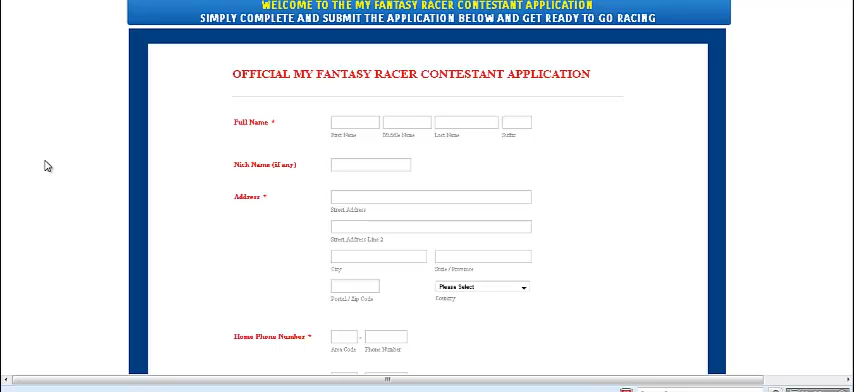 WELCOME TO THE MY FANTASY RACER CONTESTANT APPLICATION
SIMPLY COMPLETE AND SUBMIT THE APPLICATION BELOW AND GET READY TO GO RACING
OFFICIAL MY FANTASY RACER CONTESTANT APPLICATION
Full Name *
First Name Middle Name Last Name Suffix
Nick Name (if any)
Address *
Street Address
Street Address Line 2
City State / Province
Please Select
Postal / Zip Code Country
Home Phone Number *
-
Area Code Phone Number